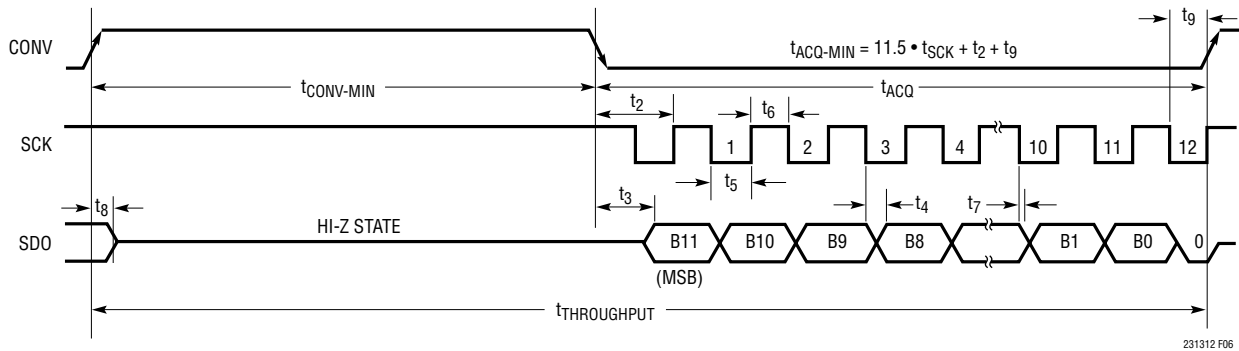 t9
CONV
tACQ-MIN = 11.5 • tSCK + t2 + t9
tCONV-MIN
tACQ
t2
t6
SCK
1
2
3
4
10
11
12
t5
t8
t3
t4
t7
HI-Z STATE
SDO
B11
B10
B9
B8
B1
B0
0
(MSB)
tTHROUGHPUT
231312 F06